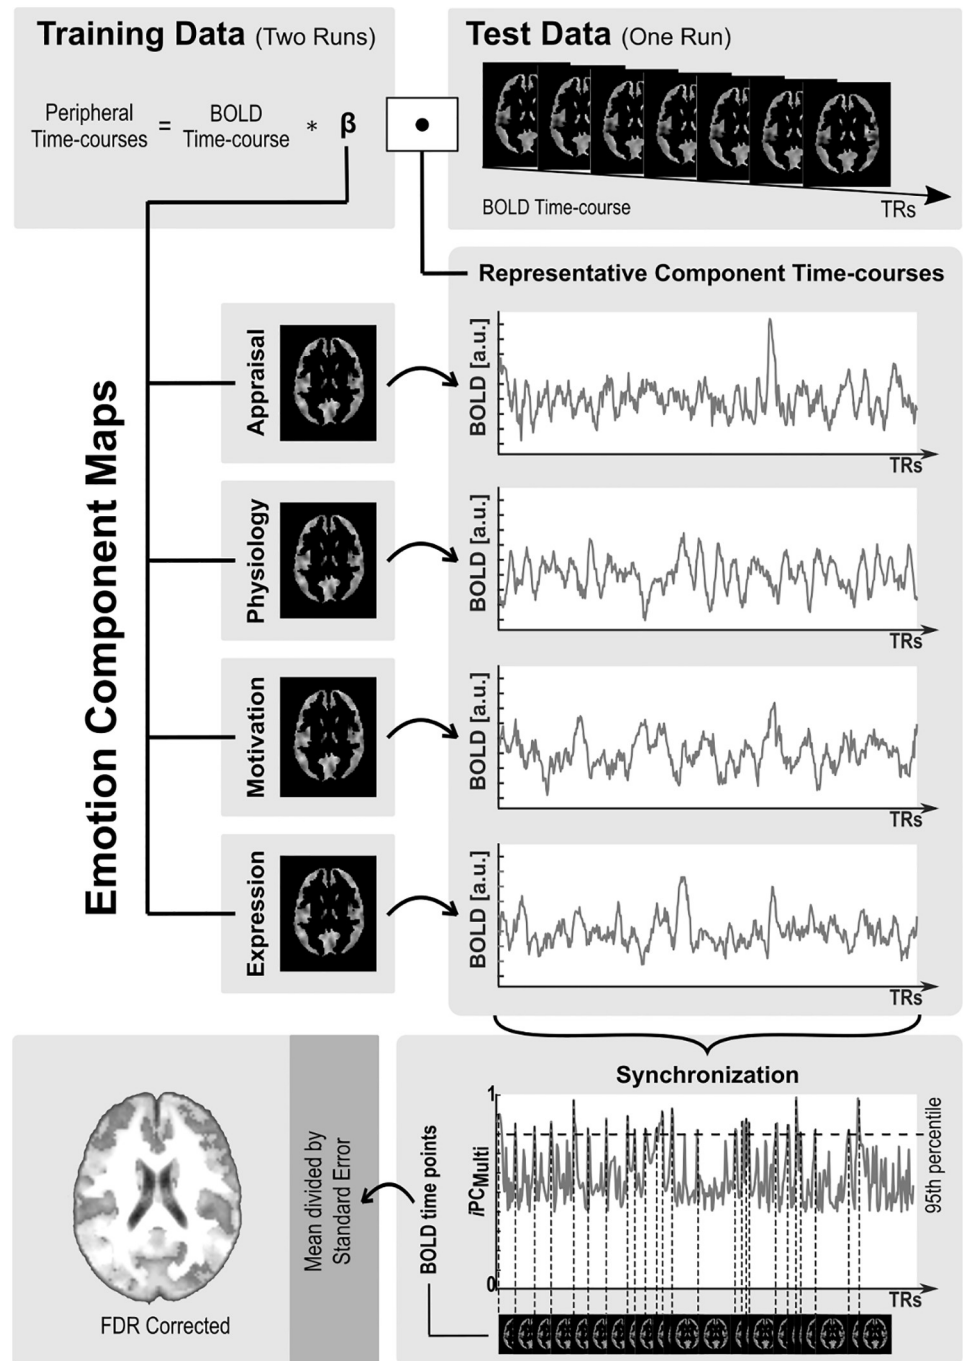 Training Data (Two Runs)
Peripheral
Time-courses
=
BOLD
Time-course
*
β
Test Data (One Run)
BOLD Time-course
TRs
Representative Component Time-courses
Emotion Component Maps
Appraisal
BOLD [a.u.]
TRs
Physiology
BOLD [a.u.]
TRs
Motivation
BOLD [a.u.]
TRs
Expression
BOLD [a.u.]
TRs
FDR Corrected
Mean divided by
Standard Error
BOLD time points
Synchronization
1
iPCMulti
0
95th percentile
TRs